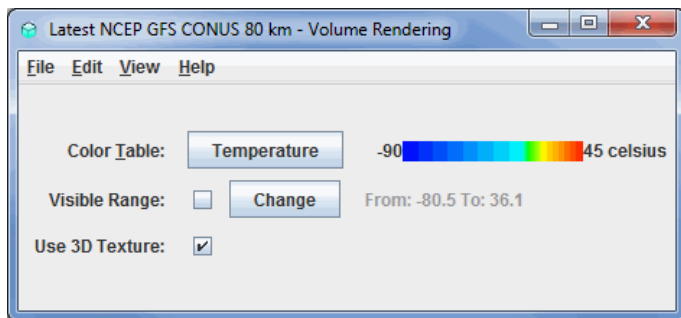 Latest NCEP GFS CONUS 80 km - Volume Rendering
File Edit View Help
Color Table: Temperature -90 45 celsius
Visible Range: Change From: -80.5 To: 36.1
Use 3D Texture: